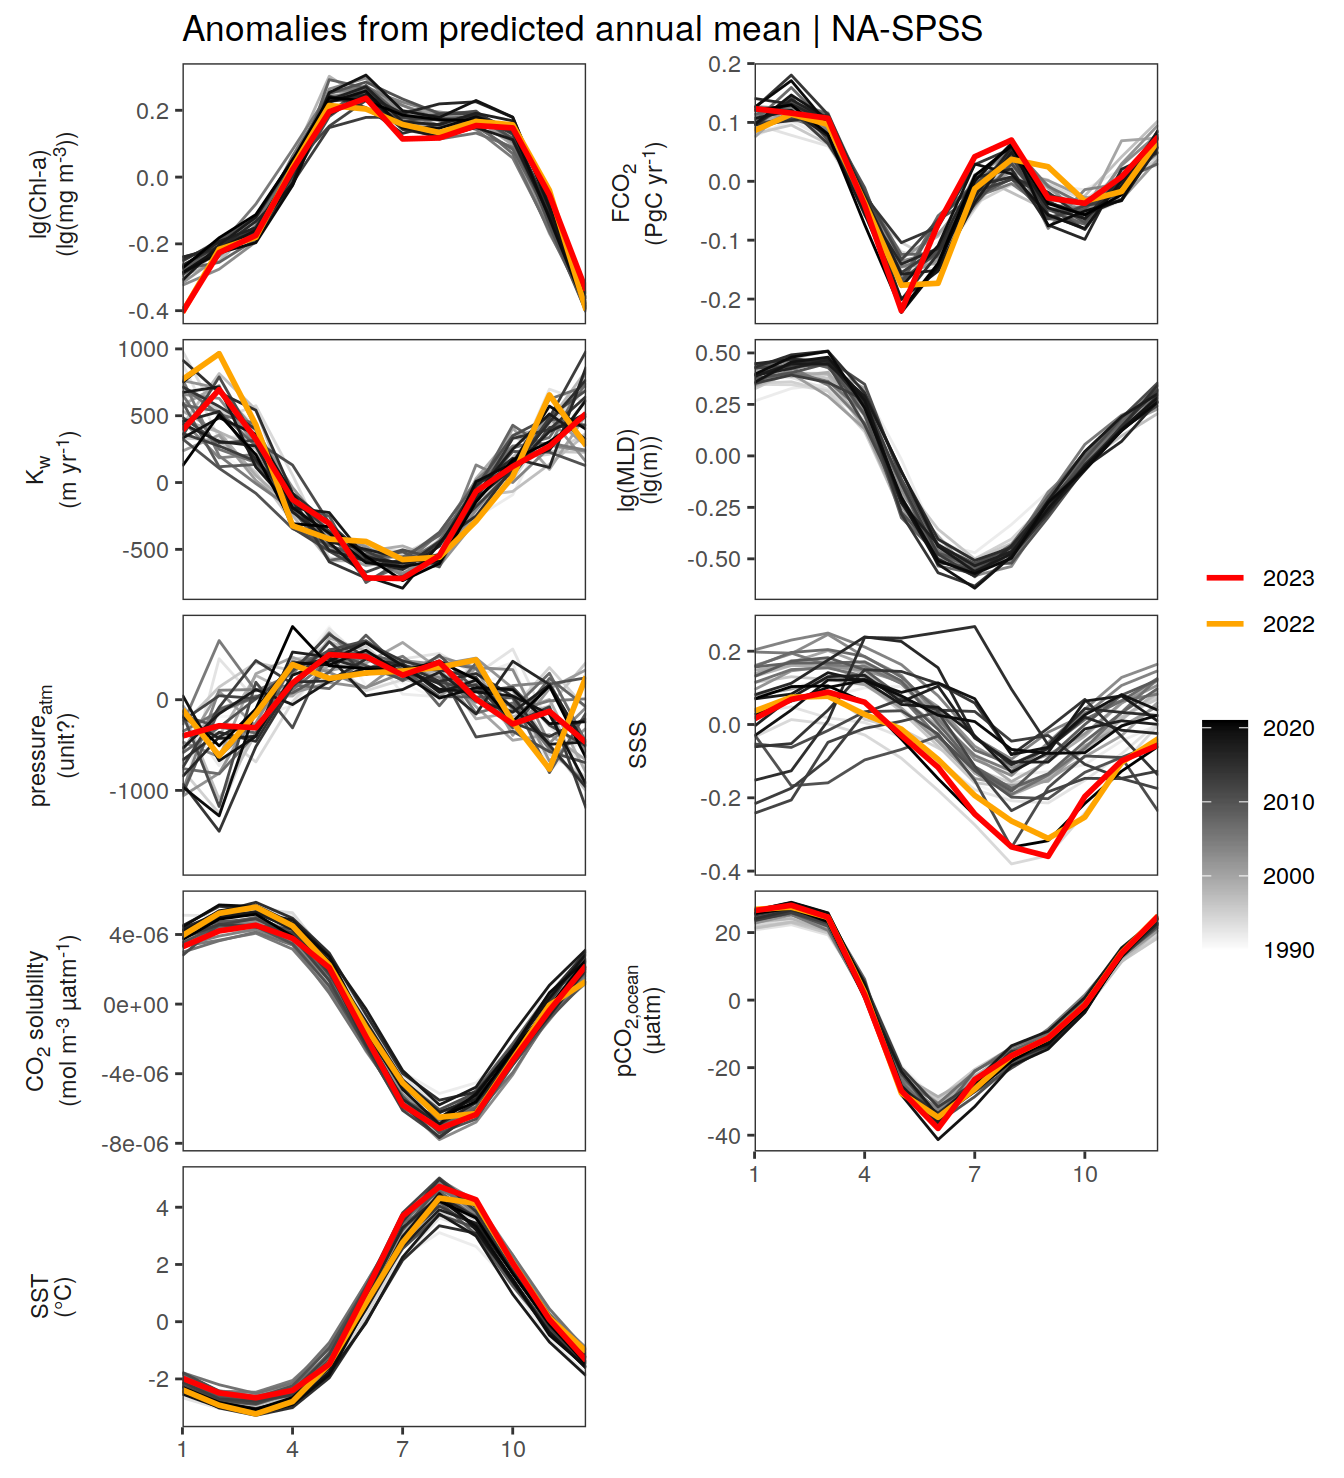 Anomalies from predicted annual mean | NA-SPSS
lg(Chl-a)
(lg(mg m⁻³))
0.2
0.0
-0.2
-0.4
FCO₂
(PgC yr⁻¹)
0.2
0.1
0.0
-0.1
-0.2
K_w
(m yr⁻¹)
1000
500
0
-500
lg(MLD)
(lg(m))
0.50
0.25
0.00
-0.25
-0.50
pressure_atm
(unit?)
0
-1000
SSS
0.2
0.0
-0.2
-0.4
CO₂ solubility
(mol m⁻³ µatm⁻¹)
4e-06
0e+00
-4e-06
-8e-06
pCO₂,ocean
(µatm)
20
0
-20
-40
1 4 7 10
SST
(°C)
4
2
0
-2
1 4 7 10
2023
2022
2020
2010
2000
1990